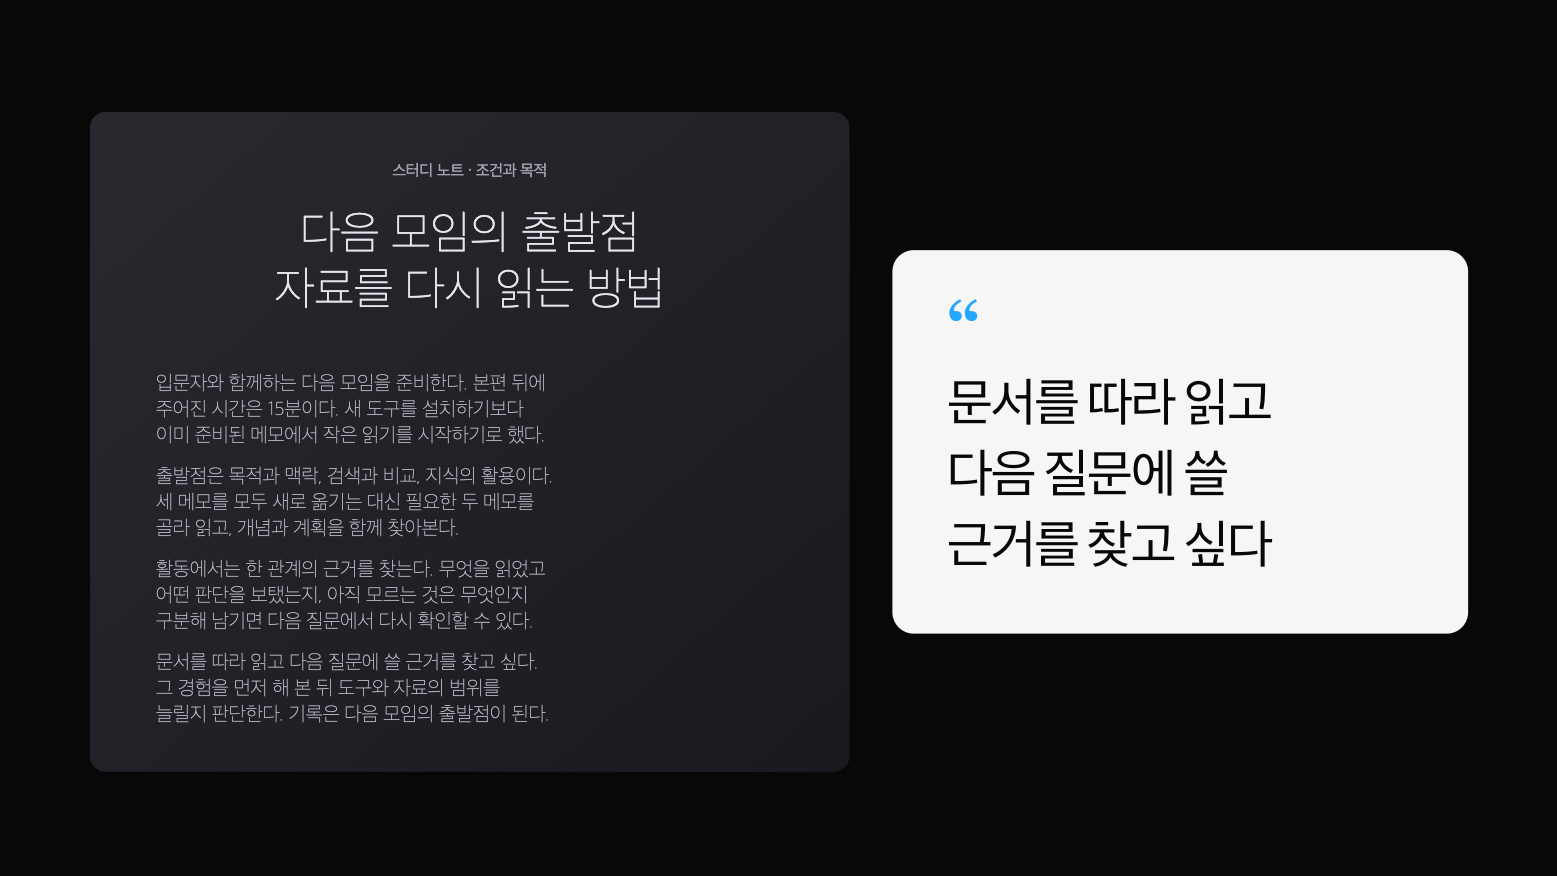 스터디 노트 · 조건과 목적
다음 모임의 출발점
자료를 다시 읽는 방법
입문자와 함께하는 다음 모임을 준비한다. 본편 뒤에
주어진 시간은 15분이다. 새 도구를 설치하기보다
이미 준비된 메모에서 작은 읽기를 시작하기로 했다.
출발점은 목적과 맥락, 검색과 비교, 지식의 활용이다.
세 메모를 모두 새로 옮기는 대신 필요한 두 메모를
골라 읽고, 개념과 계획을 함께 찾아본다.
활동에서는 한 관계의 근거를 찾는다. 무엇을 읽었고
어떤 판단을 보탰는지, 아직 모르는 것은 무엇인지
구분해 남기면 다음 질문에서 다시 확인할 수 있다.
문서를 따라 읽고 다음 질문에 쓸 근거를 찾고 싶다.
그 경험을 먼저 해 본 뒤 도구와 자료의 범위를
늘릴지 판단한다. 기록은 다음 모임의 출발점이 된다.
“
문서를 따라 읽고
다음 질문에 쓸
근거를 찾고 싶다